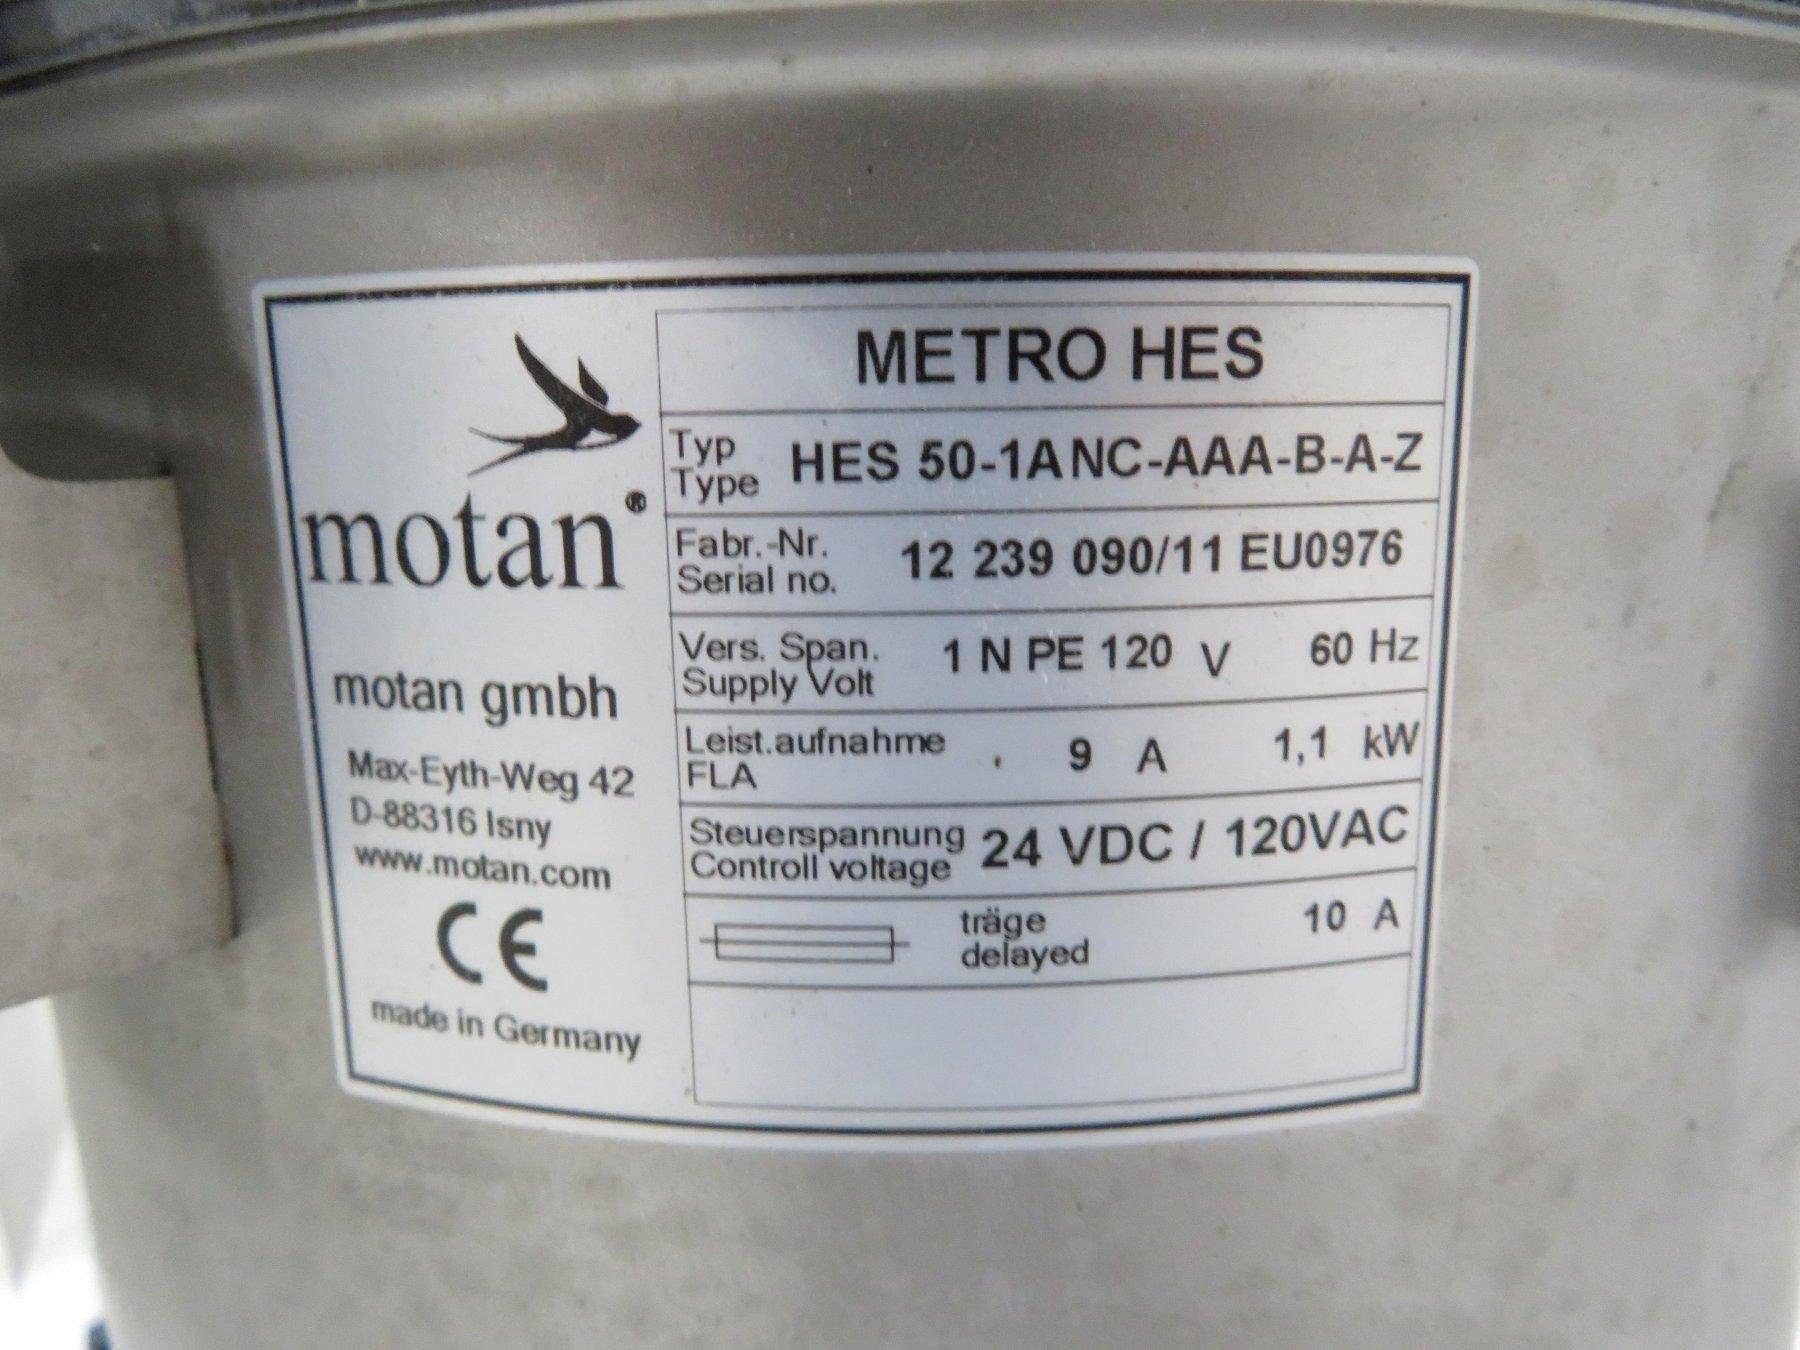 motan®
motan gmbh
Max-Eyth-Weg 42
D-88316 Isny
www.motan.com
CE
made in Germany
METRO HES
Typ
Type
HES 50-1ANC-AAA-B-A-Z
Fabr.-Nr.
Serial no.
12 239 090/11 EU0976
Vers. Span.
Supply Volt
1 N PE 120 V 60 Hz
Leist.aufnahme
FLA
9 A 1,1 kW
Steuerspannung
Controll voltage
24 VDC / 120VAC
träge
delayed
10 A